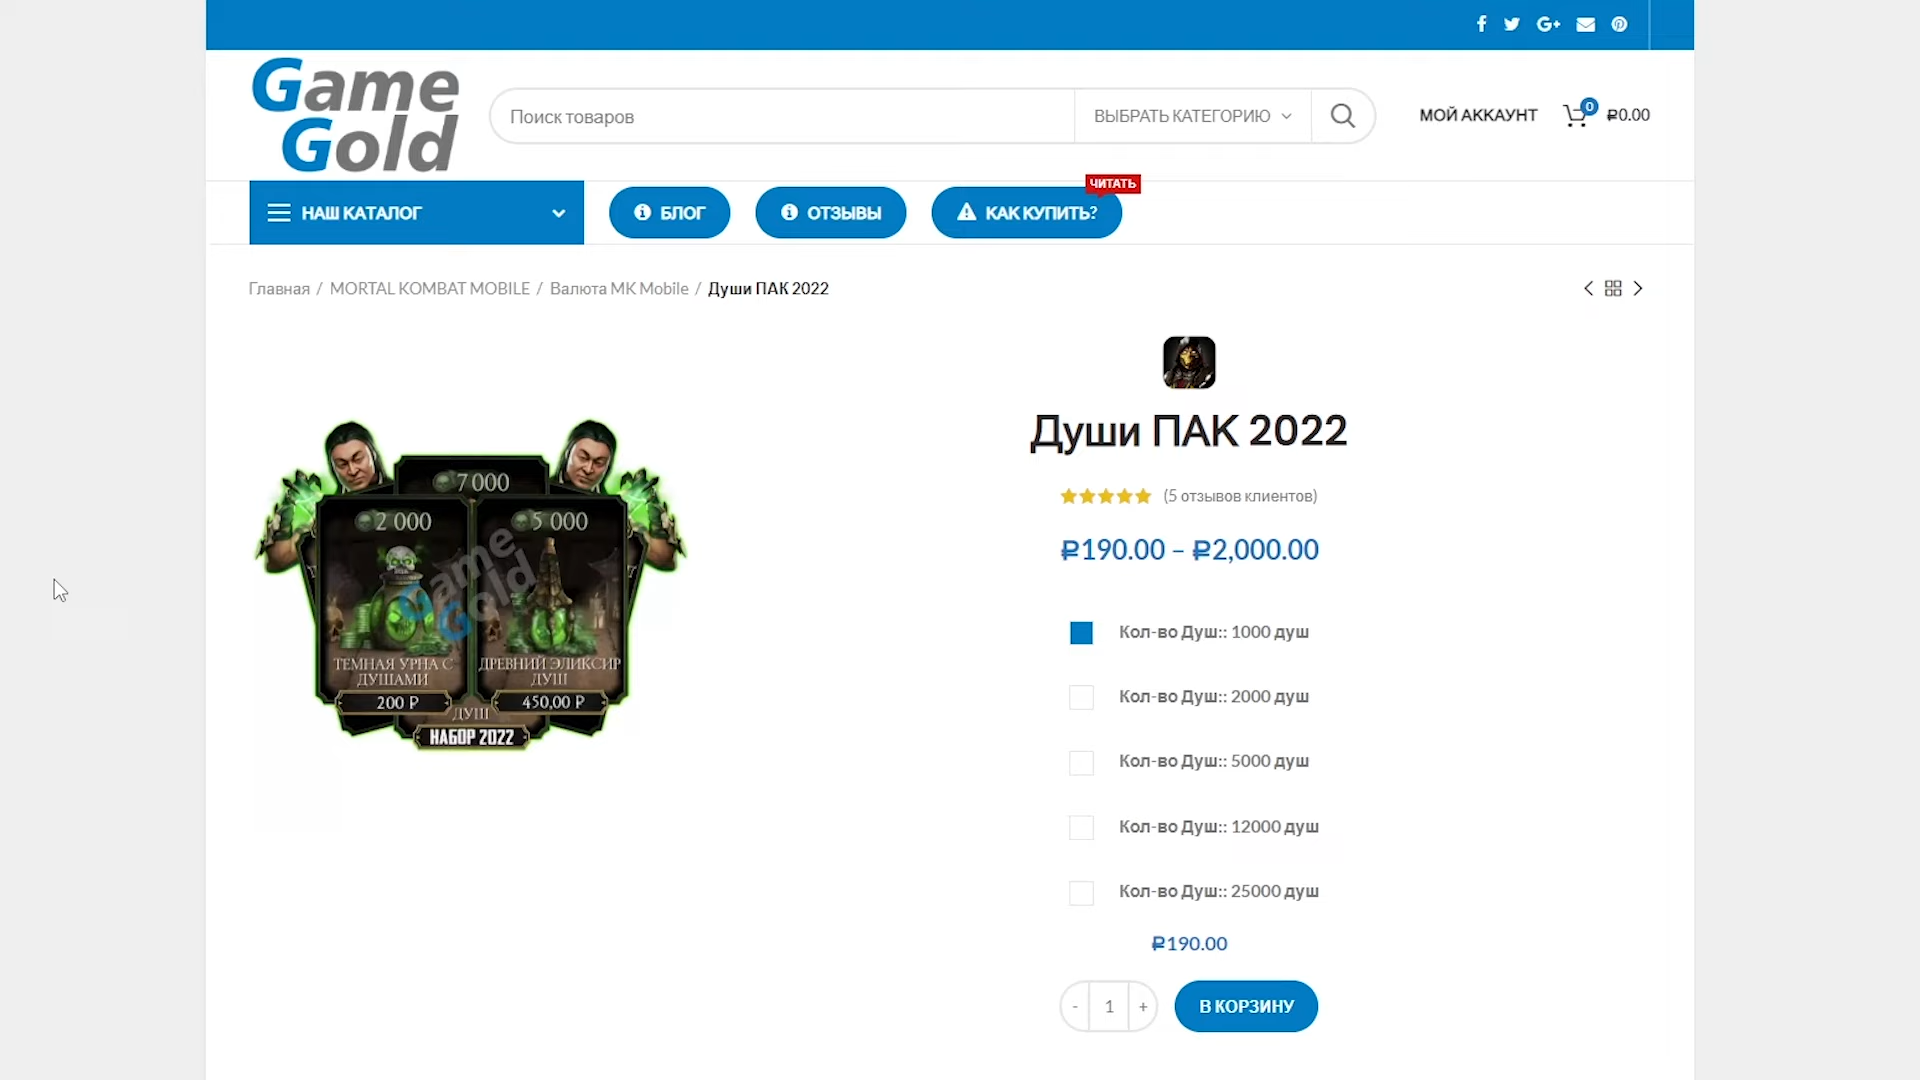 Game
Gold
Поиск товаров
ВЫБРАТЬ КАТЕГОРИЮ
МОЙ АККАУНТ
0
₽0.00
НАШ КАТАЛОГ
БЛОГ
ОТЗЫВЫ
КАК КУПИТЬ?
ЧИТАТЬ
Главная / MORTAL KOMBAT MOBILE / Валюта MK Mobile / Души ПАК 2022
Души ПАК 2022
(5 отзывов клиентов)
₽190.00 – ₽2,000.00
7 000
2 000
5 000
Game
Gold
ТЕМНАЯ УРНА С
ДУШАМИ
200 Р
ДРЕВНИЙ ЭЛИКСИР
ДУШ
450,00 Р
ДУШ
НАБОР 2022
Кол-во Душ:: 1000 душ
Кол-во Душ:: 2000 душ
Кол-во Душ:: 5000 душ
Кол-во Душ:: 12000 душ
Кол-во Душ:: 25000 душ
₽190.00
- 1 +
В КОРЗИНУ